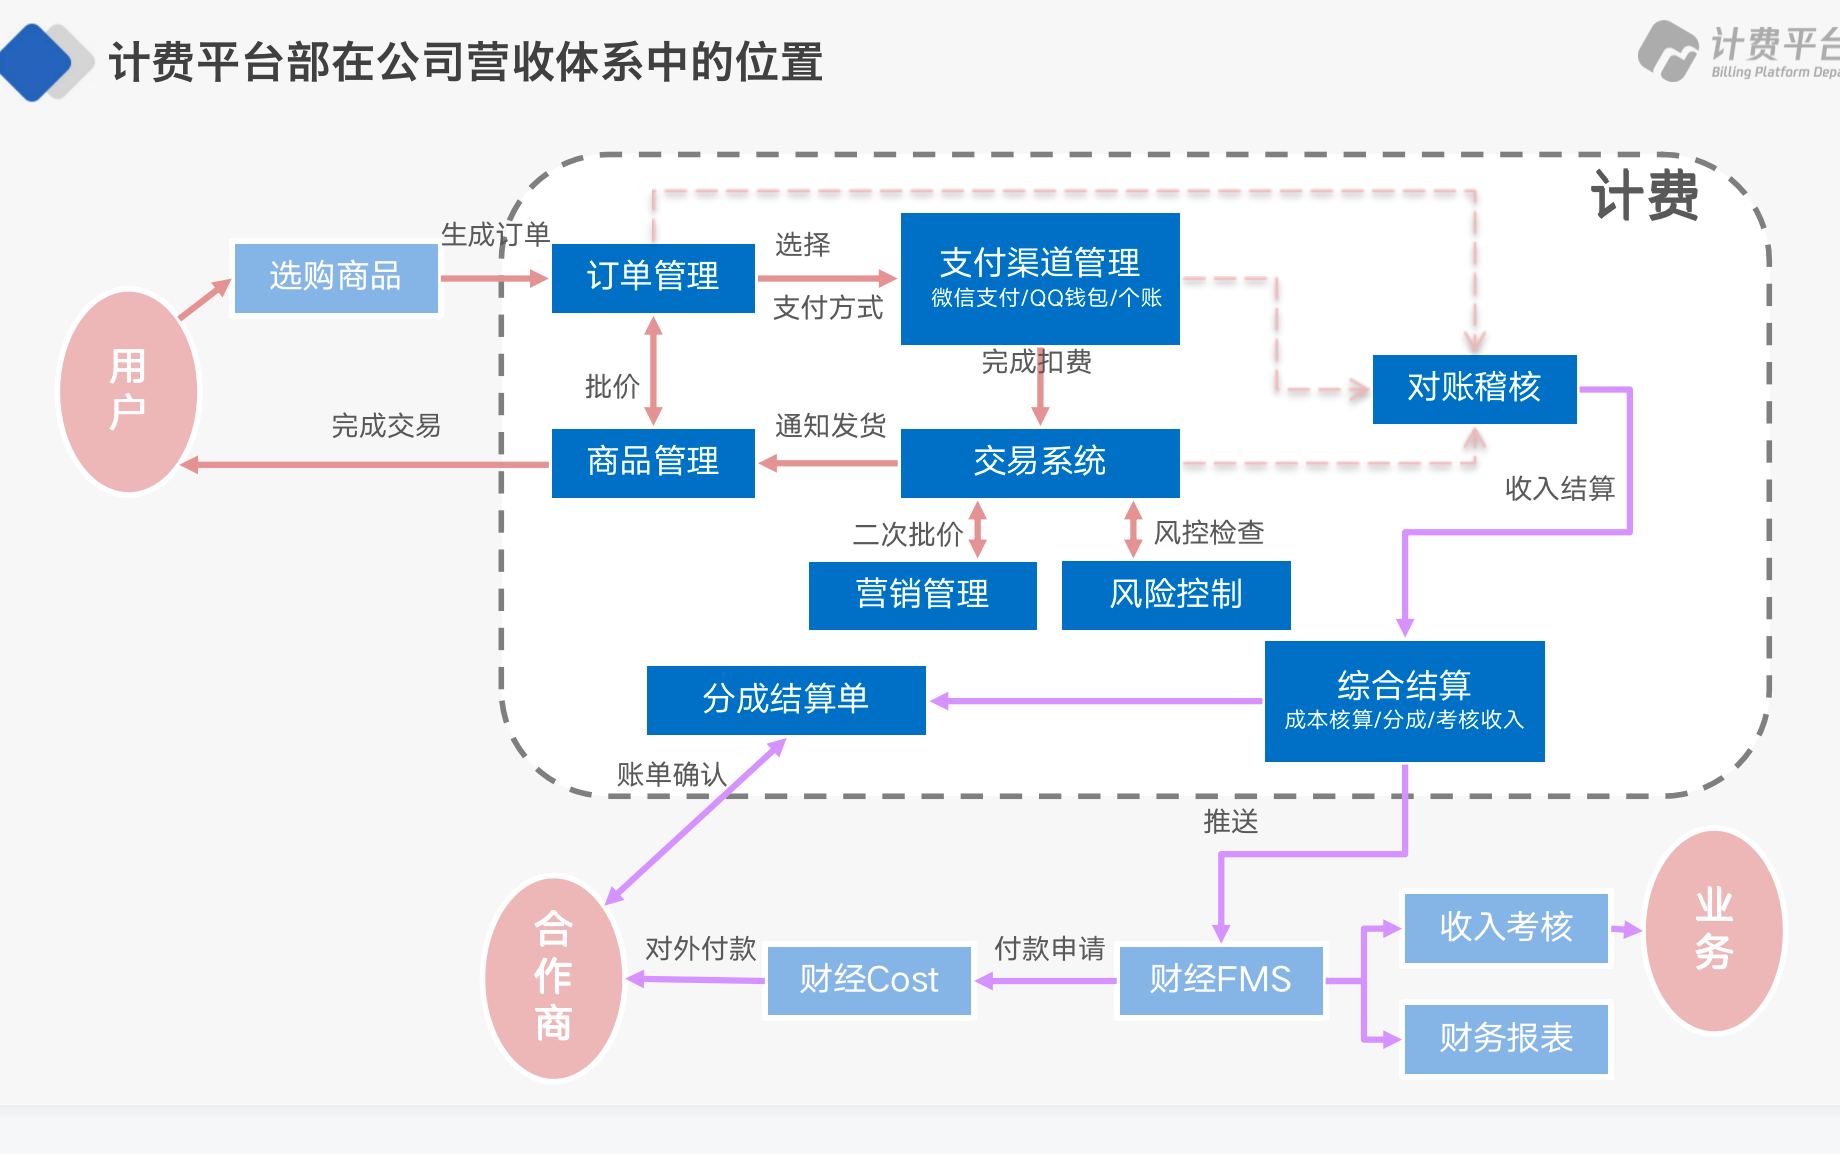 计费平台部在公司营收体系中的位置
计费平台
Billing Platform Depa
计费
生成订单
选购商品
订单管理
选择
支付方式
支付渠道管理
微信支付/QQ钱包/个账
用户
批价
完成扣费
对账稽核
完成交易
商品管理
通知发货
交易系统
收入结算
二次批价
风控检查
营销管理
风险控制
分成结算单
综合结算
成本核算/分成/考核收入
账单确认
推送
合作商
对外付款
财经Cost
付款申请
财经FMS
收入考核
财务报表
业务